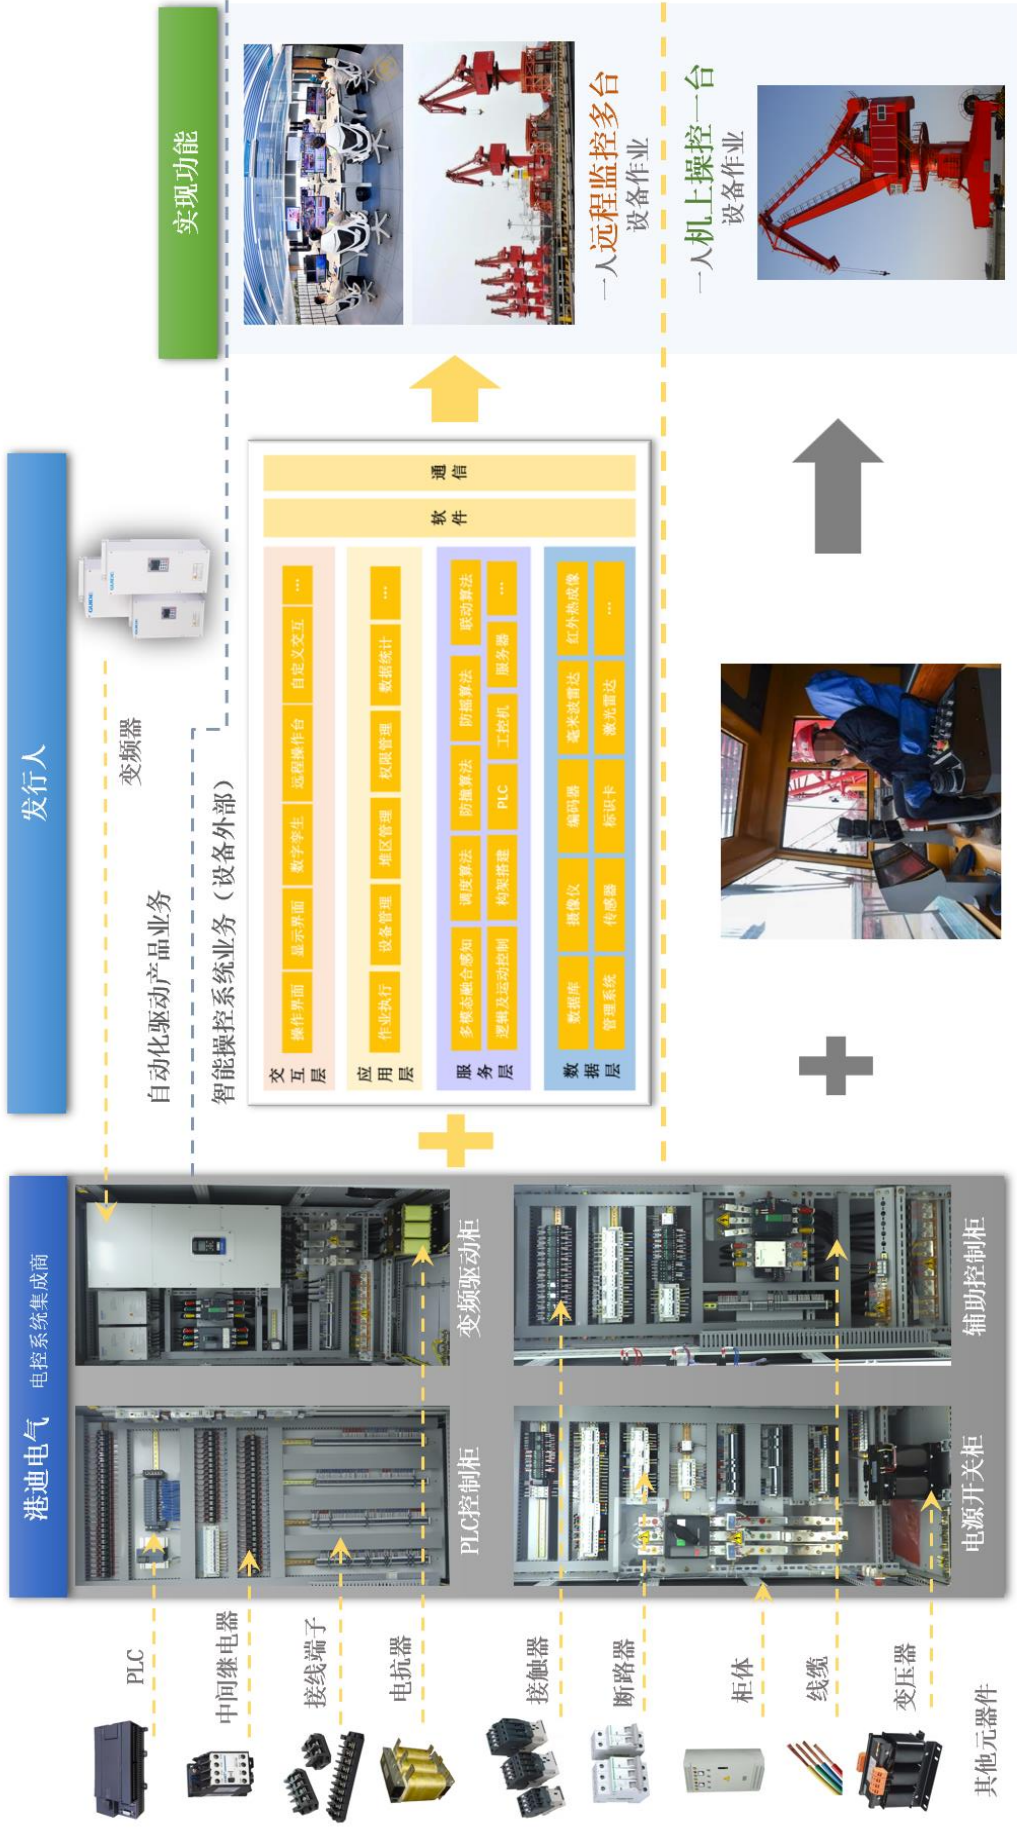 港迪电气 电控系统集成商
发行人
实现功能
变频器
自动化驱动产品业务
智能操控系统业务（设备外部）
PLC
中间继电器
接线端子
电抗器
接触器
断路器
柜体
线缆
变压器
其他元器件
PLC控制柜
变频驱动柜
电源开关柜
辅助控制柜
交互层
操作界面
显示界面
数字孪生
远程操作台
自定义交互
...
应用层
作业执行
设备管理
堆区管理
权限管理
数据统计
...
服务层
多模态融合感知
调度算法
防撞算法
防摇算法
联动算法
逻辑及运动控制
构架搭建
PLC
工控机
服务器
...
数据层
数据库
摄像仪
编码器
毫米波雷达
红外热成像
管理系统
传感器
标识卡
激光雷达
...
软件
通信
一人远程监控多台
设备作业
一人机上操控一台
设备作业